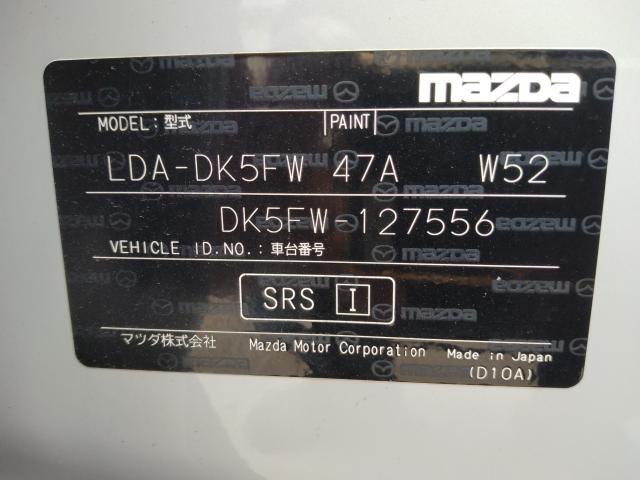 mazda
MODEL:型式 PAINT
LDA-DK5FW 47A W52
DK5FW-127556
VEHICLE ID.NO.:車台番号
SRS I
マツダ株式会社 Mazda Motor Corporation Made in Japan
(D10A)